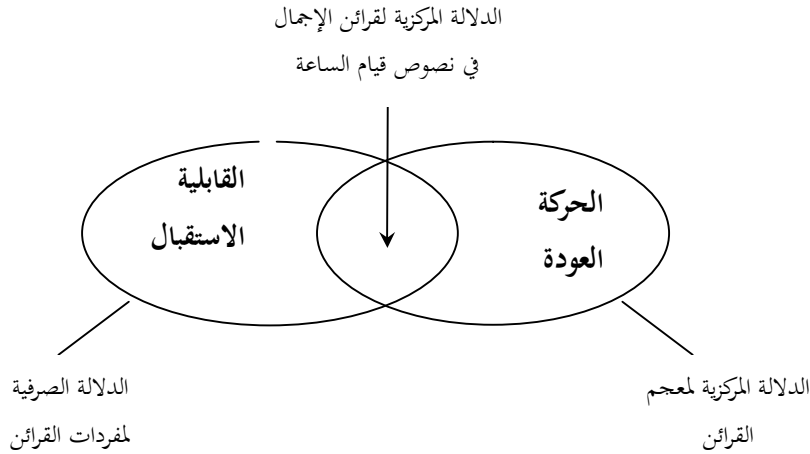 الدلالة المركزية لقرائن الإجمال
في نصوص قيام الساعة
الحركة
العودة
القابلية
الاستقبال
الدلالة المركزية لمعجم
القرائن
الدلالة الصرفية
لمفردات القرائن